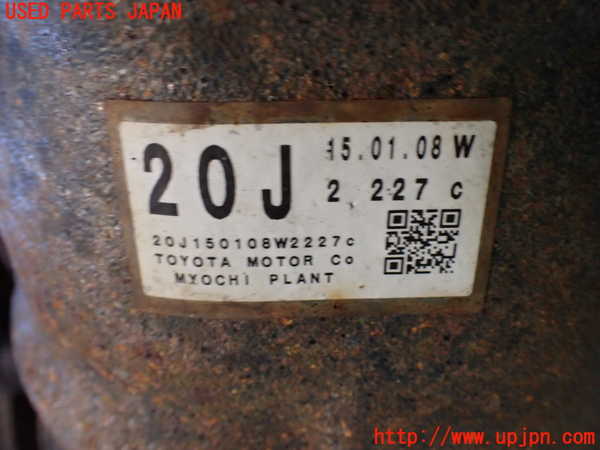 USED PARTS JAPAN
20J 15.01.08 W
2 227 c
20J150108W2227c
TOYOTA MOTOR Co
MYOCHI PLANT
http://www.upjpn.com/